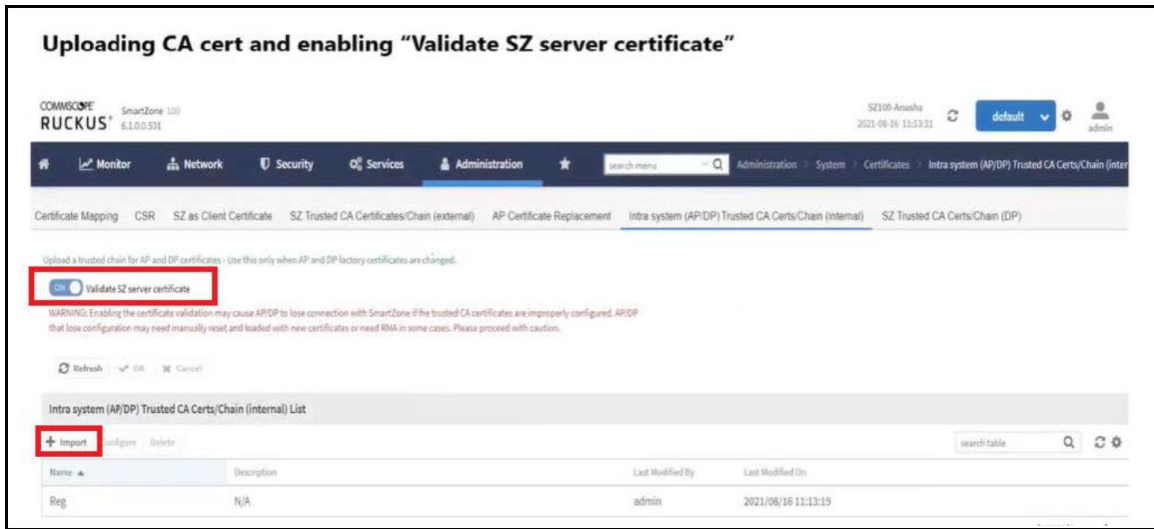 Uploading CA cert and enabling “Validate SZ server certificate”
COMMSCOPE
RUCKUS®
SmartZone 100
6.1.0.0.531
SZ100-Anusha
2021-08-16 11:13:31
default
admin
Monitor Network Security Services Administration
search menu
Administration > System > Certificates > Intra system (AP/DP) Trusted CA Certs/Chain (inter
Certificate Mapping CSR SZ as Client Certificate SZ Trusted CA Certificates/Chain (external) AP Certificate Replacement Intra system (AP/DP) Trusted CA Certs/Chain (internal) SZ Trusted CA Certs/Chain (DP)
Upload a trusted chain for AP and DP certificates - Use this only when AP and DP factory certificates are changed.
ON Validate SZ server certificate
WARNING: Enabling the certificate validation may cause AP/DP to lose connection with SmartZone if the trusted CA certificates are improperly configured. AP/DP
that lose configuration may need manually reset and loaded with new certificates or need RMA in some cases. Please proceed with caution.
Refresh OK Cancel
Intra system (AP/DP) Trusted CA Certs/Chain (internal) List
Import Configure Delete
search table
Name Description Last Modified By Last Modified On
Reg N/A admin 2021/08/16 11:13:19